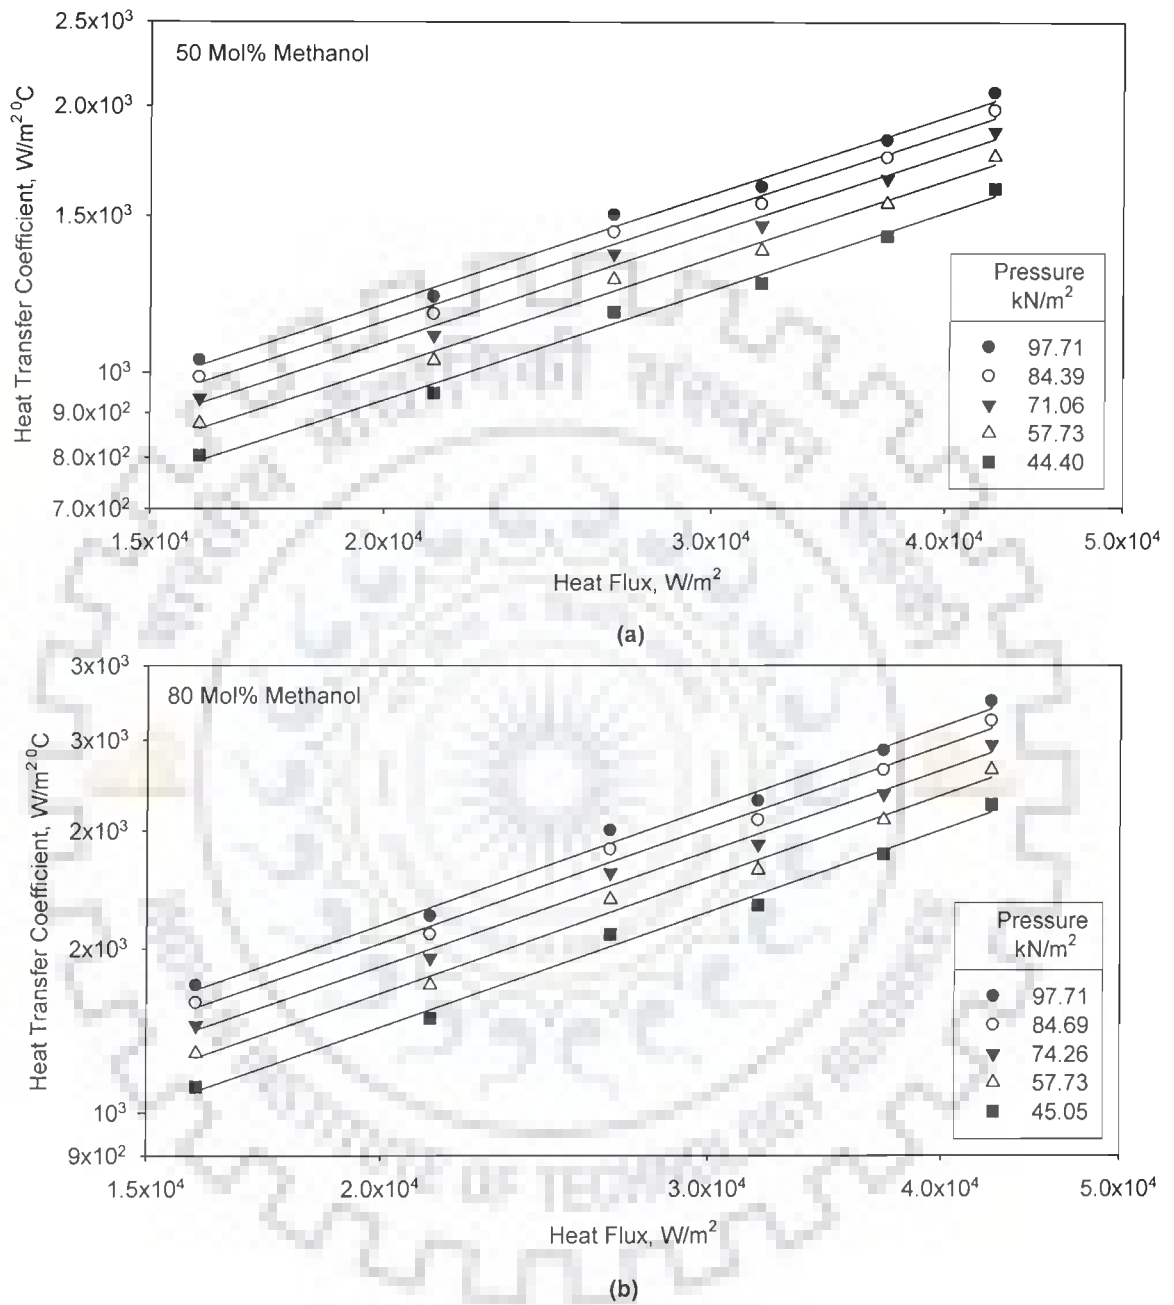 2.5x10³
50 Mol% Methanol
2.0x10³
1.5x10³
10³
9.0x10²
8.0x10²
7.0x10²
Heat Transfer Coefficient, W/m² ⁰C
Pressure
kN/m²
97.71
84.39
71.06
57.73
44.40
1.5x10⁴ 2.0x10⁴ 3.0x10⁴ 4.0x10⁴ 5.0x10⁴
Heat Flux, W/m²
(a)
3x10³
80 Mol% Methanol
3x10³
2x10³
2x10³
10³
9x10²
Heat Transfer Coefficient, W/m² ⁰C
Pressure
kN/m²
97.71
84.69
74.26
57.73
45.05
1.5x10⁴ 2.0x10⁴ 3.0x10⁴ 4.0x10⁴ 5.0x10⁴
Heat Flux, W/m²
(b)